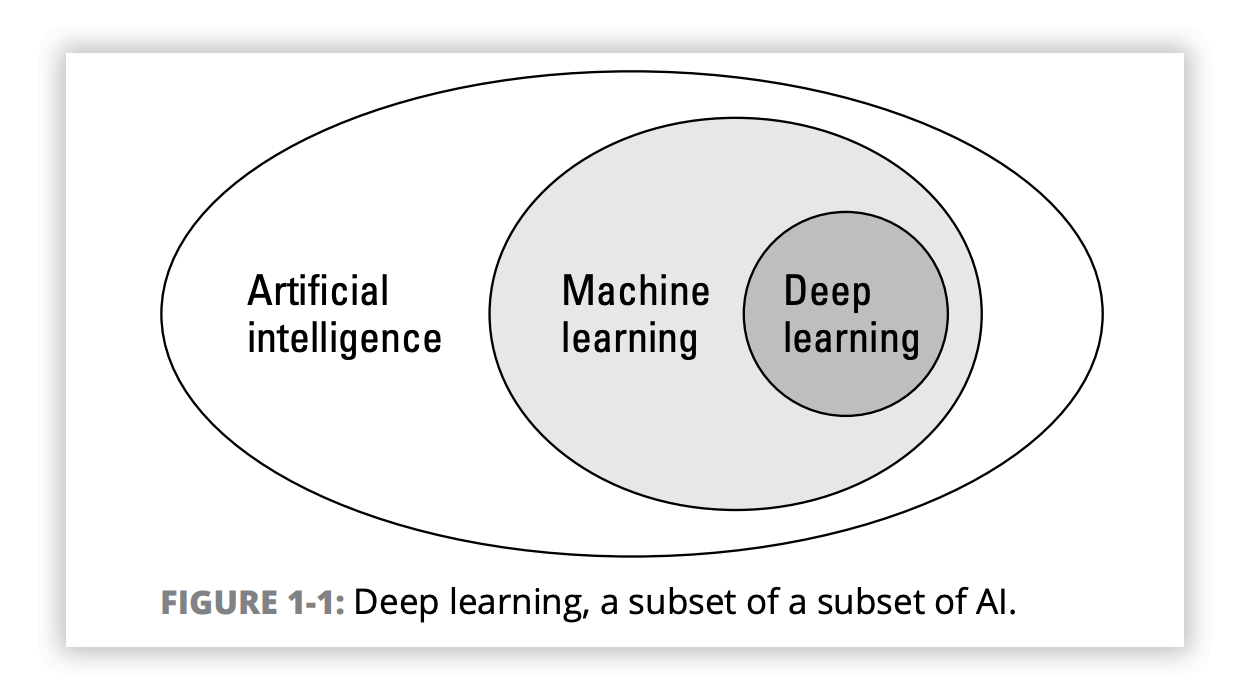 Artificial
intelligence
Machine
learning
Deep
learning
FIGURE 1-1: Deep learning, a subset of a subset of AI.